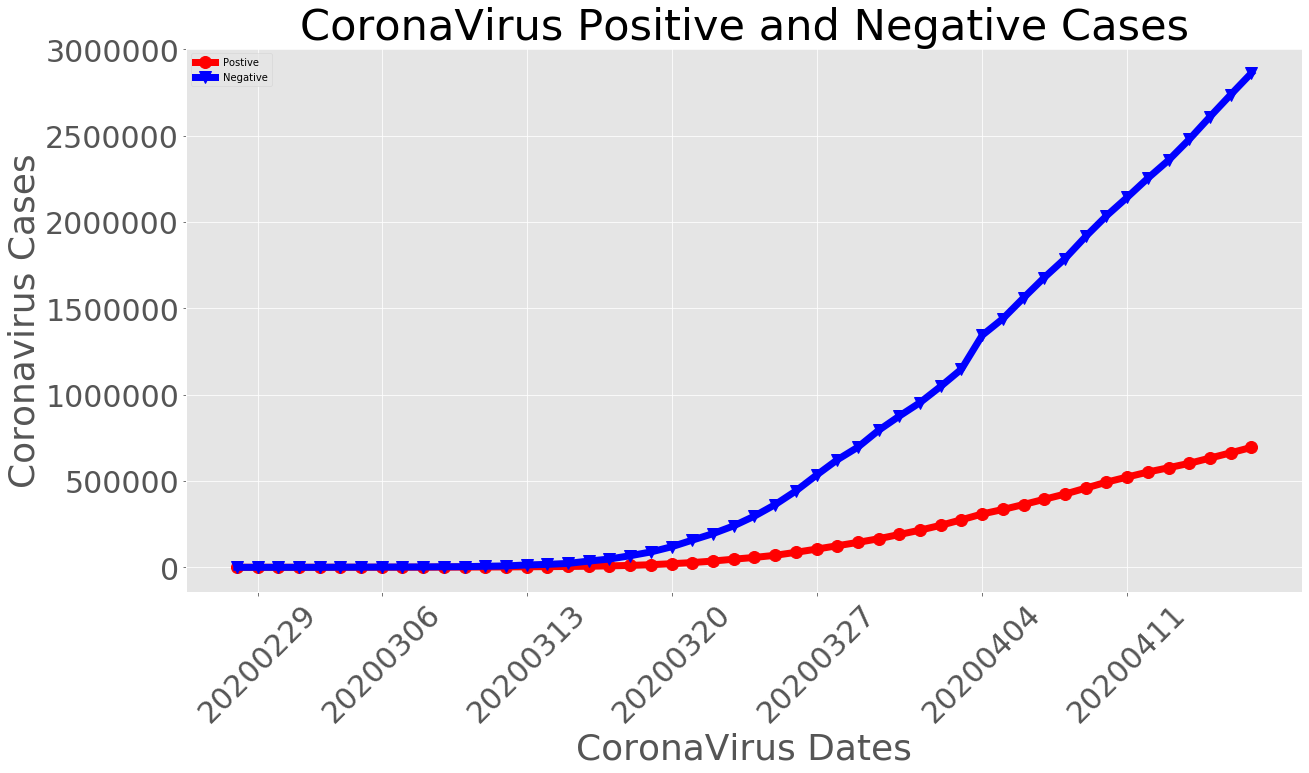 CoronaVirus Positive and Negative Cases
Postive
Negative
Coronavirus Cases
3000000
2500000
2000000
1500000
1000000
500000
0
20200229
20200306
20200313
20200320
20200327
20200404
20200411
CoronaVirus Dates